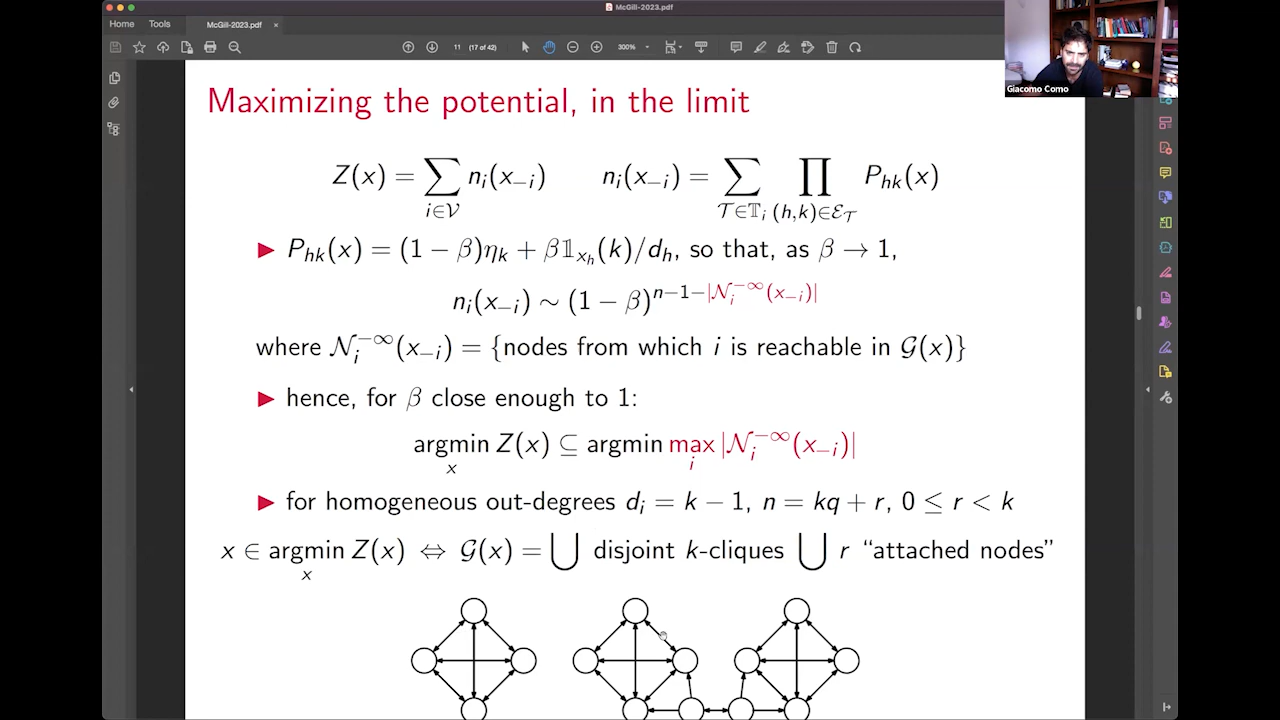 McGill-2023.pdf
Home Tools McGill-2023.pdf ×
11 (17 of 42) 300%
Giacomo Como
Maximizing the potential, in the limit
Z(x) = ∑_{i∈𝒱} n_i(x_{−i}) n_i(x_{−i}) = ∑_{𝒯∈𝕋_i} ∏_{(h,k)∈ℰ_𝒯} P_{hk}(x)
▶ P_{hk}(x) = (1 − β)η_k + β𝟙_{x_h}(k)/d_h, so that, as β → 1,
n_i(x_{−i}) ∼ (1 − β)^{n−1−|𝒩_i^{−∞}(x_{−i})|}
where 𝒩_i^{−∞}(x_{−i}) = {nodes from which i is reachable in 𝒢(x)}
▶ hence, for β close enough to 1:
argmin_x Z(x) ⊆ argmin max_i |𝒩_i^{−∞}(x_{−i})|
▶ for homogeneous out-degrees d_i = k − 1, n = kq + r, 0 ≤ r < k
x ∈ argmin_x Z(x) ⇔ 𝒢(x) = ⋃ disjoint k-cliques ⋃ r “attached nodes”